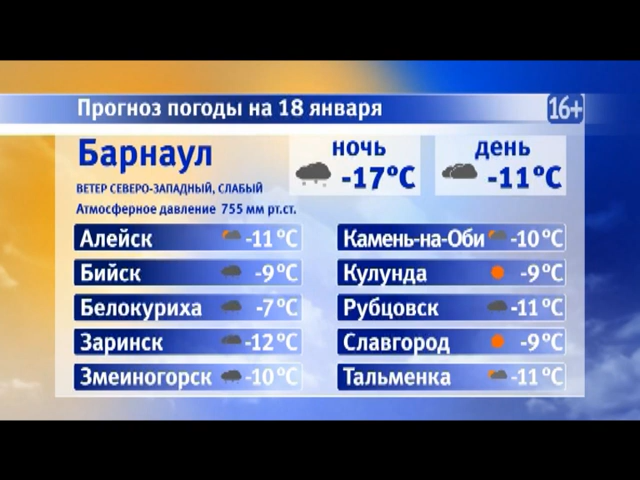 Прогноз погоды на 18 января
16+
Барнаул
ночь
-17°C
день
-11°C
ВЕТЕР СЕВЕРО-ЗАПАДНЫЙ, СЛАБЫЙ
Атмосферное давление 755 мм рт.ст.
Алейск -11°C
Бийск -9°C
Белокуриха -7°C
Заринск -12°C
Змеиногорск -10°C
Камень-на-Оби -10°C
Кулунда -9°C
Рубцовск -11°C
Славгород -9°C
Тальменка -11°C